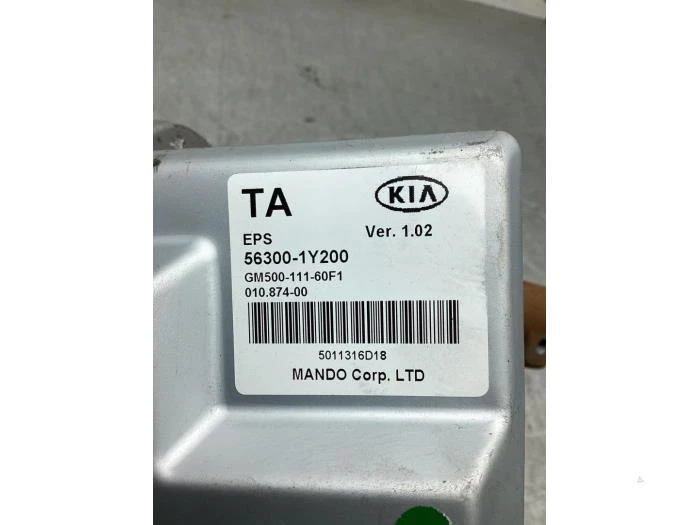 TA
KIA
EPS
Ver. 1.02
56300-1Y200
GM500-111-60F1
010.874-00
5011316D18
MANDO Corp. LTD